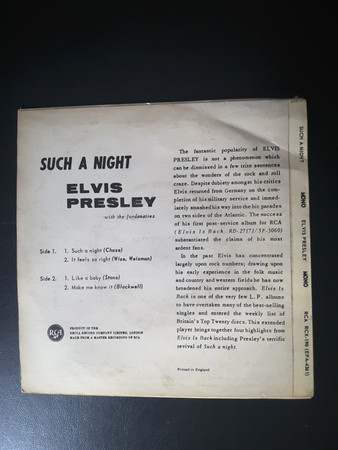 SUCH A NIGHT
ELVIS
PRESLEY
with the Jordanaires
Side 1. 1. Such a night (Chase)
2. It feels so right (Wise, Weisman)
Side 2. 1. Like a baby (Stone)
2. Make me know it (Blackwell)
RCA
PRODUCT OF THE
DECCA RECORD COMPANY LIMITED, LONDON
MADE FROM A MASTER RECORDING OF RCA
The fantastic popularity of ELVIS
PRESLEY is not a phenomenon which
can be dismissed in a few trite sentences
about the wonders of the rock and roll
craze. Despite dubiety amongst his critics
Elvis returned from Germany on the com-
pletion of his military service and immed-
iately smashed his way into the hit parades
on two sides of the Atlantic. The success
of his first post-service album for RCA
(Elvis Is Back RD-27171/SF-5060)
substantiated the claims of his most
ardent fans.
In the past Elvis has concentrated
largely upon rock numbers; drawing upon
his early experience in the folk music
and country and western fields he has now
broadened his entire approach. Elvis Is
Back is one of the very few L.P. albums
to have overtaken many of the best-selling
singles and entered the weekly list of
Britain's Top Twenty discs. This extended
player brings together four highlights from
Elvis Is Back including Presley's terrific
revival of Such a night.
Printed in England
SUCH A NIGHT
MONO
ELVIS PRESLEY
MONO
RCA RCX-190